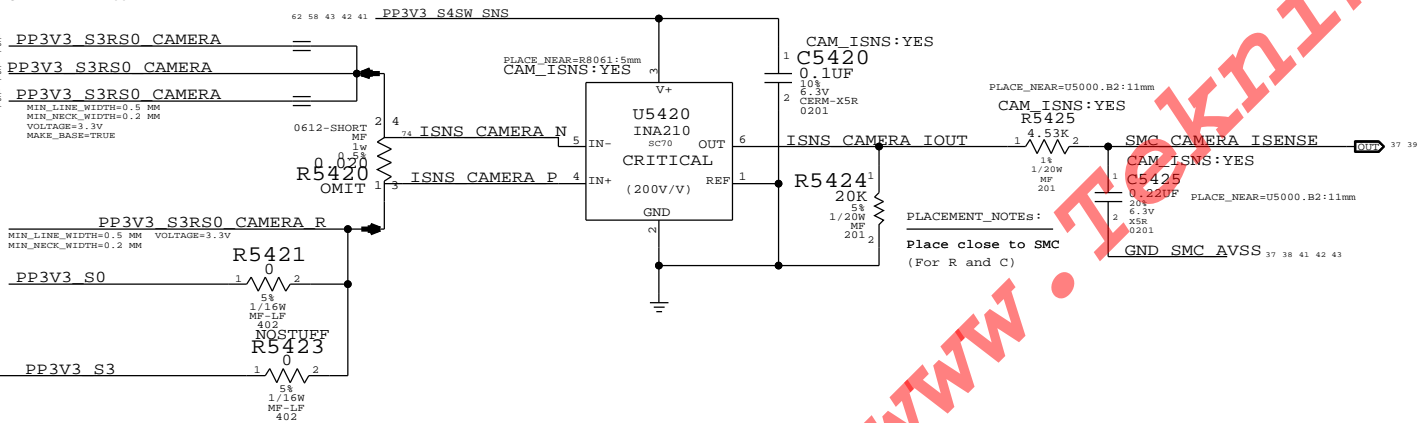 62 58 43 42 41 PP3V3_S4SW_SNS
PP3V3_S3RS0_CAMERA
PP3V3_S3RS0_CAMERA
PP3V3_S3RS0_CAMERA
MIN_LINE_WIDTH=0.5 MM
MIN_NECK_WIDTH=0.2 MM
VOLTAGE=3.3V
MAKE_BASE=TRUE
2 4
0612-SHORT
MF
1W
0.5%
0.020
R5420
OMIT
1 3
74 ISNS_CAMERA_N
ISNS_CAMERA_P
PLACE_NEAR=R8061:5mm
CAM_ISNS:YES
3
V+
U5420
INA210
SC70
5 IN- OUT 6
CRITICAL
4 IN+ REF 1
(200V/V)
GND
2
CAM_ISNS:YES
1 C5420
0.1UF
10%
6.3V
2 CERM-X5R
0201
ISNS_CAMERA_IOUT
R5424 1
20K
5%
1/20W
MF
201 2
PLACE_NEAR=U5000.B2:11mm
CAM_ISNS:YES
R5425
1 4.53K 2
1%
1/20W
MF
201
SMC_CAMERA_ISENSE
OUT 37 39
CAM_ISNS:YES
1 C5425
0.22UF
20%
6.3V
2 X5R
0201
PLACE_NEAR=U5000.B2:11mm
GND_SMC_AVSS 37 38 41 42 43
PLACEMENT_NOTEs:
Place close to SMC
(For R and C)
PP3V3_S3RS0_CAMERA_R
MIN_LINE_WIDTH=0.5 MM VOLTAGE=3.3V
MIN_NECK_WIDTH=0.2 MM
R5421
PP3V3_S0
1 0 2
5%
1/16W
MF-LF
402
NOSTUFF
R5423
PP3V3_S3
1 0 2
5%
1/16W
MF-LF
402
www.Tekni